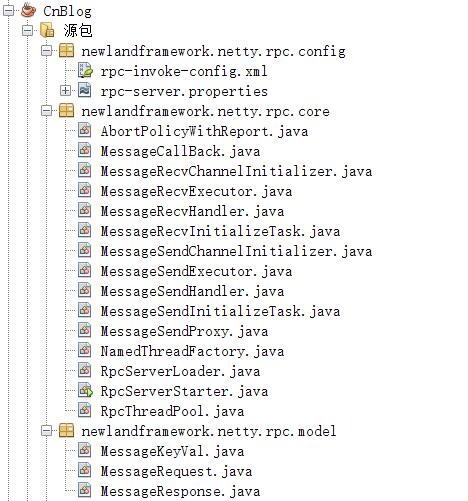 CnBlog
源包
newlandframework.netty.rpc.config
rpc-invoke-config.xml
rpc-server.properties
newlandframework.netty.rpc.core
AbortPolicyWithReport.java
MessageCallBack.java
MessageRecvChannelInitializer.java
MessageRecvExecutor.java
MessageRecvHandler.java
MessageRecvInitializeTask.java
MessageSendChannelInitializer.java
MessageSendExecutor.java
MessageSendHandler.java
MessageSendInitializeTask.java
MessageSendProxy.java
NamedThreadFactory.java
RpcServerLoader.java
RpcServerStarter.java
RpcThreadPool.java
newlandframework.netty.rpc.model
MessageKeyVal.java
MessageRequest.java
MessageResponse.java